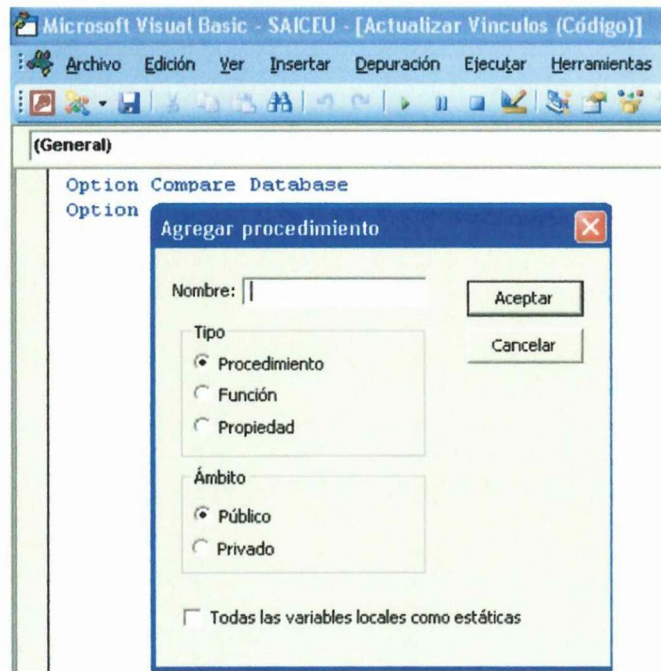 Microsoft Visual Basic - SAICEU - [Actualizar Vinculos (Código)]
Archivo Edición Ver Insertar Depuración Ejecutar Herramientas
(General)
Option Compare Database
Option
Agregar procedimiento
Nombre:
Aceptar
Tipo
Cancelar
Procedimiento
Función
Propiedad
Ámbito
Público
Privado
Todas las variables locales como estáticas